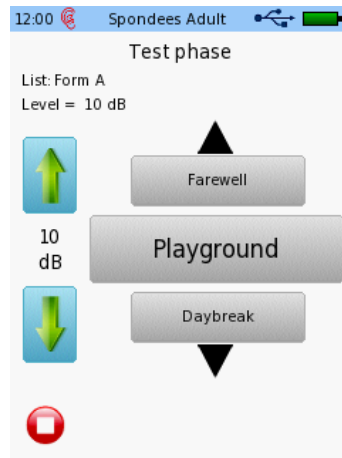 12:00 Spondees Adult
Test phase
List: Form A
Level = 10 dB
Farewell
10
dB
Playground
Daybreak